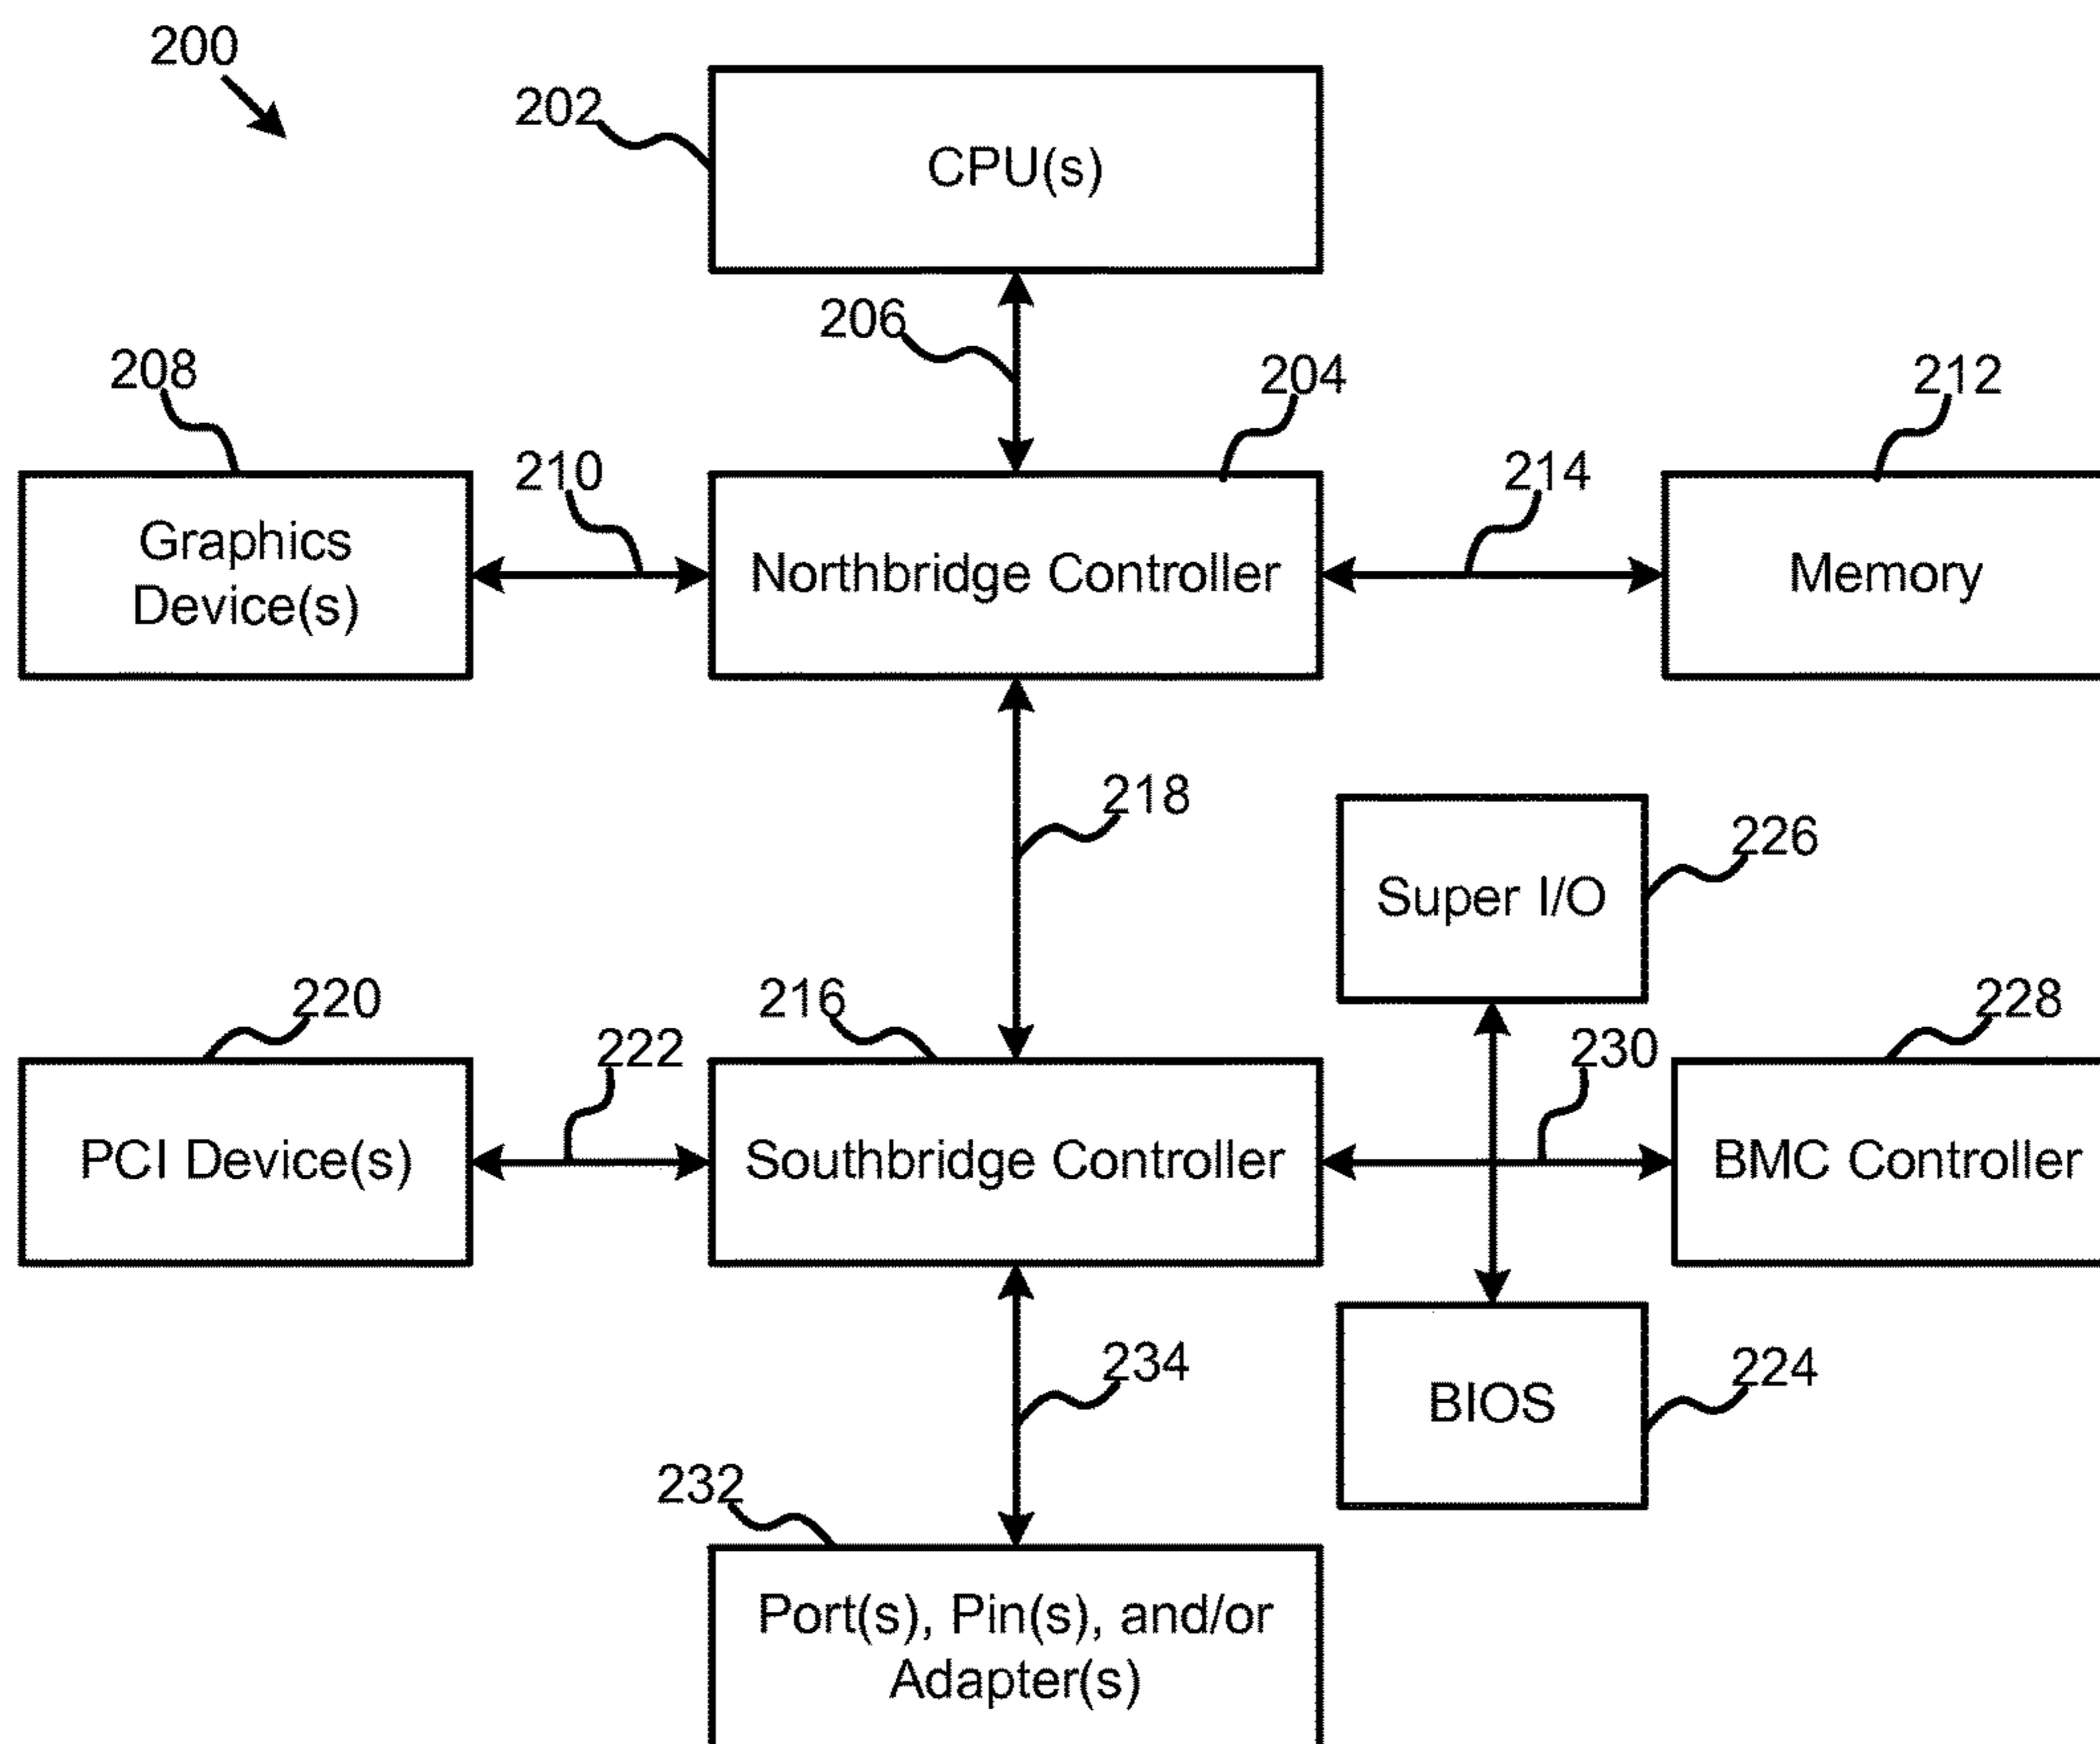 200
202
CPU(s)
206
208
204
212
210
214
Graphics
Device(s)
Northbridge Controller
Memory
218
226
Super I/O
220
216
228
222
230
PCI Device(s)
Southbridge Controller
BMC Controller
234
224
BIOS
232
Port(s), Pin(s), and/or
Adapter(s)